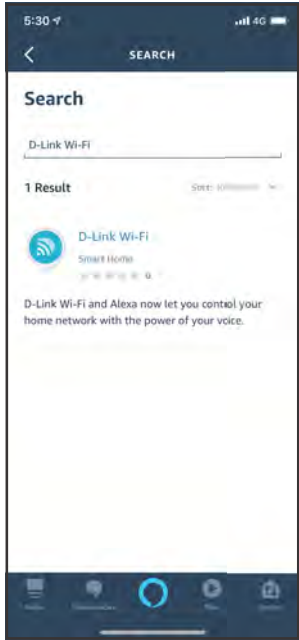 5:30
4G
SEARCH
Search
D-Link Wi-Fi
1 Result
Sort:
D-Link Wi-Fi
Smart Home
0
D-Link Wi-Fi and Alexa now let you control your
home network with the power of your voice.